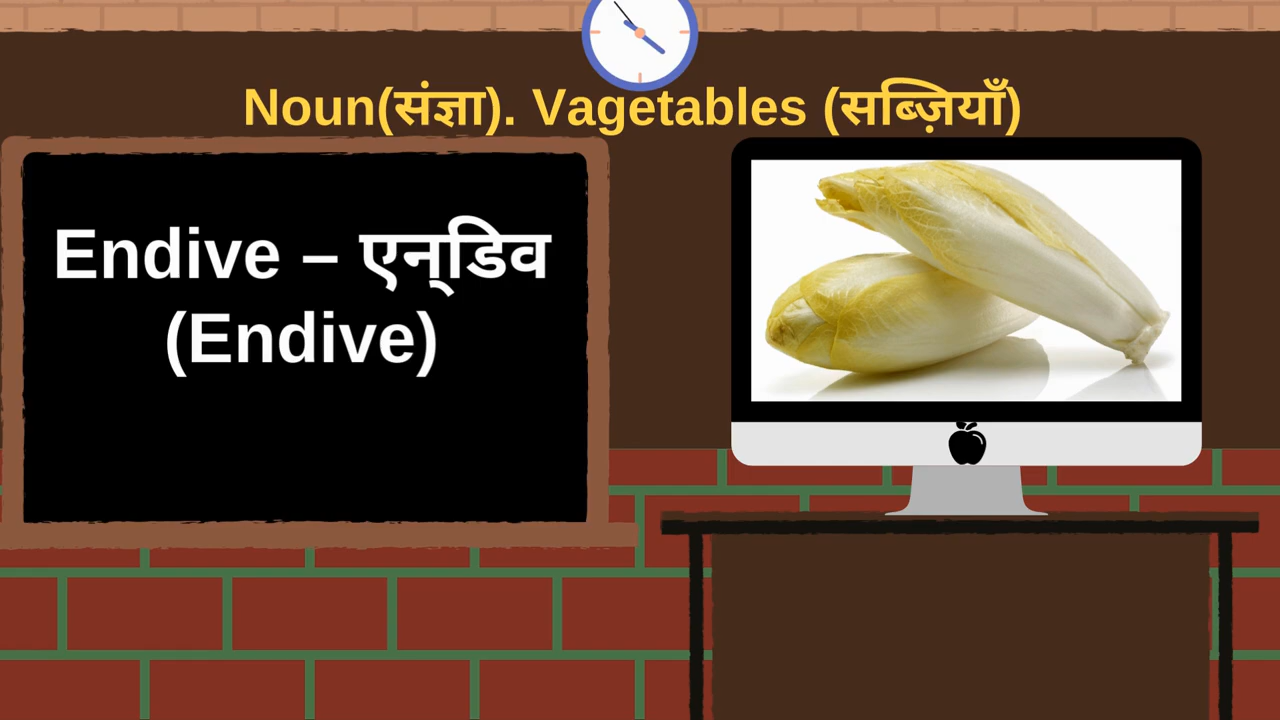 Noun(संज्ञा). Vagetables (सब्ज़ियाँ)
Endive – एन्डिव
(Endive)